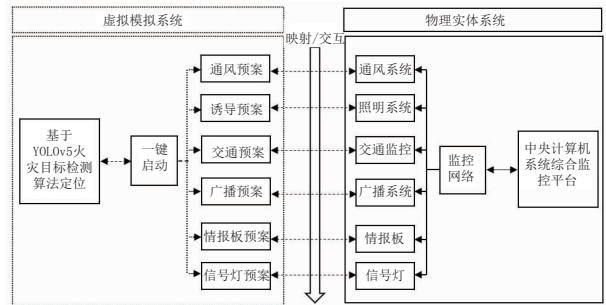 虚拟模拟系统
物理实体系统
映射/交互
基于
YOLOv5火
灾目标检测
算法定位
一键
启动
通风预案
诱导预案
交通预案
广播预案
情报板预案
信号灯预案
通风系统
照明系统
交通监控
广播系统
情报板
信号灯
监控
网络
中央计算机
系统综合监
控平台